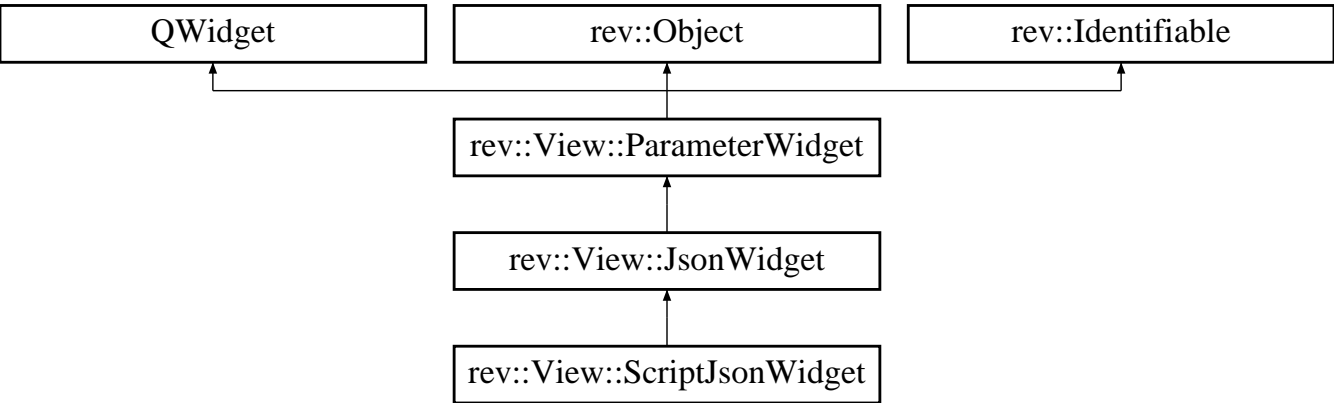 QWidget
rev::Object
rev::Identifiable
rev::View::ParameterWidget
rev::View::JsonWidget
rev::View::ScriptJsonWidget